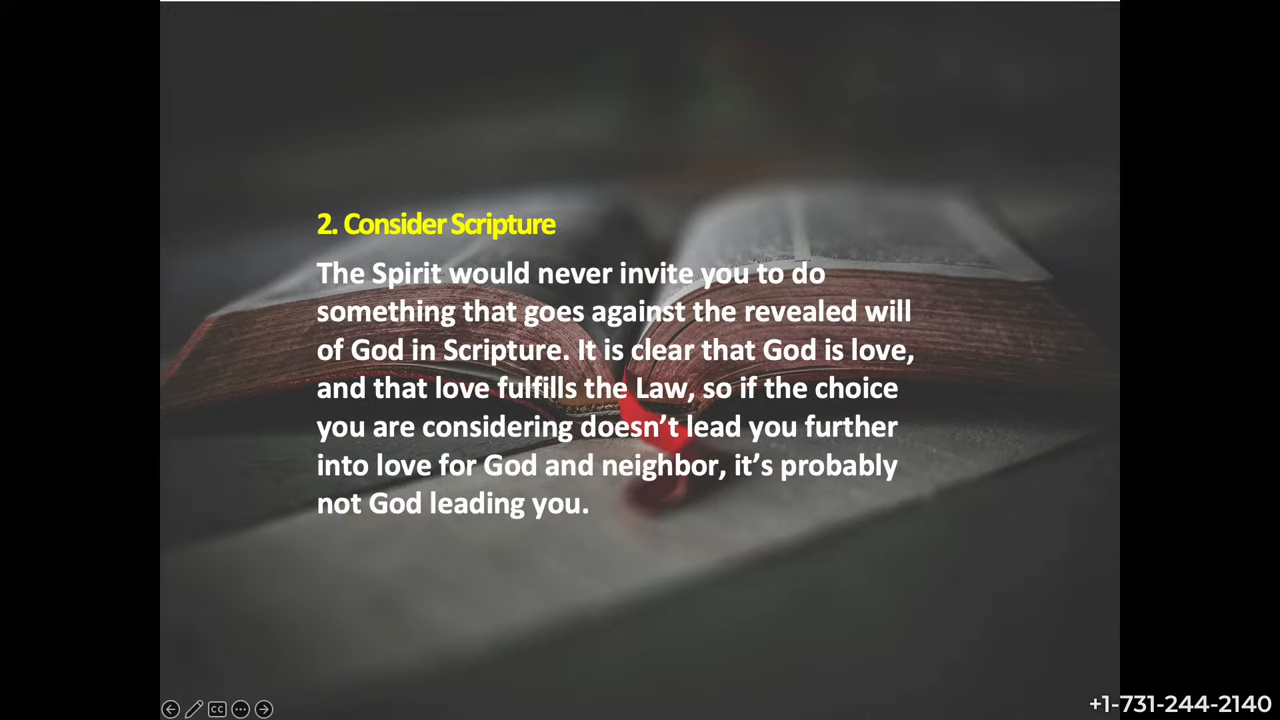 2. Consider Scripture
The Spirit would never invite you to do
something that goes against the revealed will
of God in Scripture. It is clear that God is love,
and that love fulfills the Law, so if the choice
you are considering doesn’t lead you further
into love for God and neighbor, it’s probably
not God leading you.
CC
+1-731-244-2140